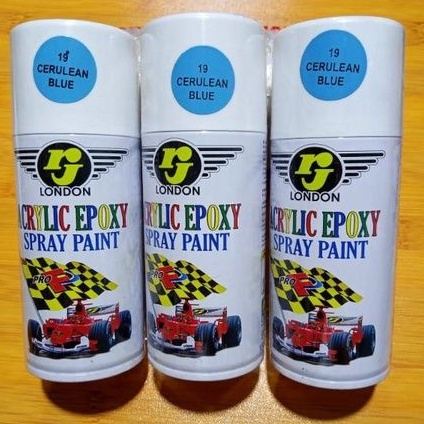 19
CERULEAN
BLUE
rj
LONDON
ACRYLIC EPOXY
SPRAY PAINT
PRO
19
CERULEAN
BLUE
rj
LONDON
ACRYLIC EPOXY
SPRAY PAINT
PRO
19
CERULEAN
BLUE
rj
LONDON
ACRYLIC EPOXY
SPRAY PAINT
PRO